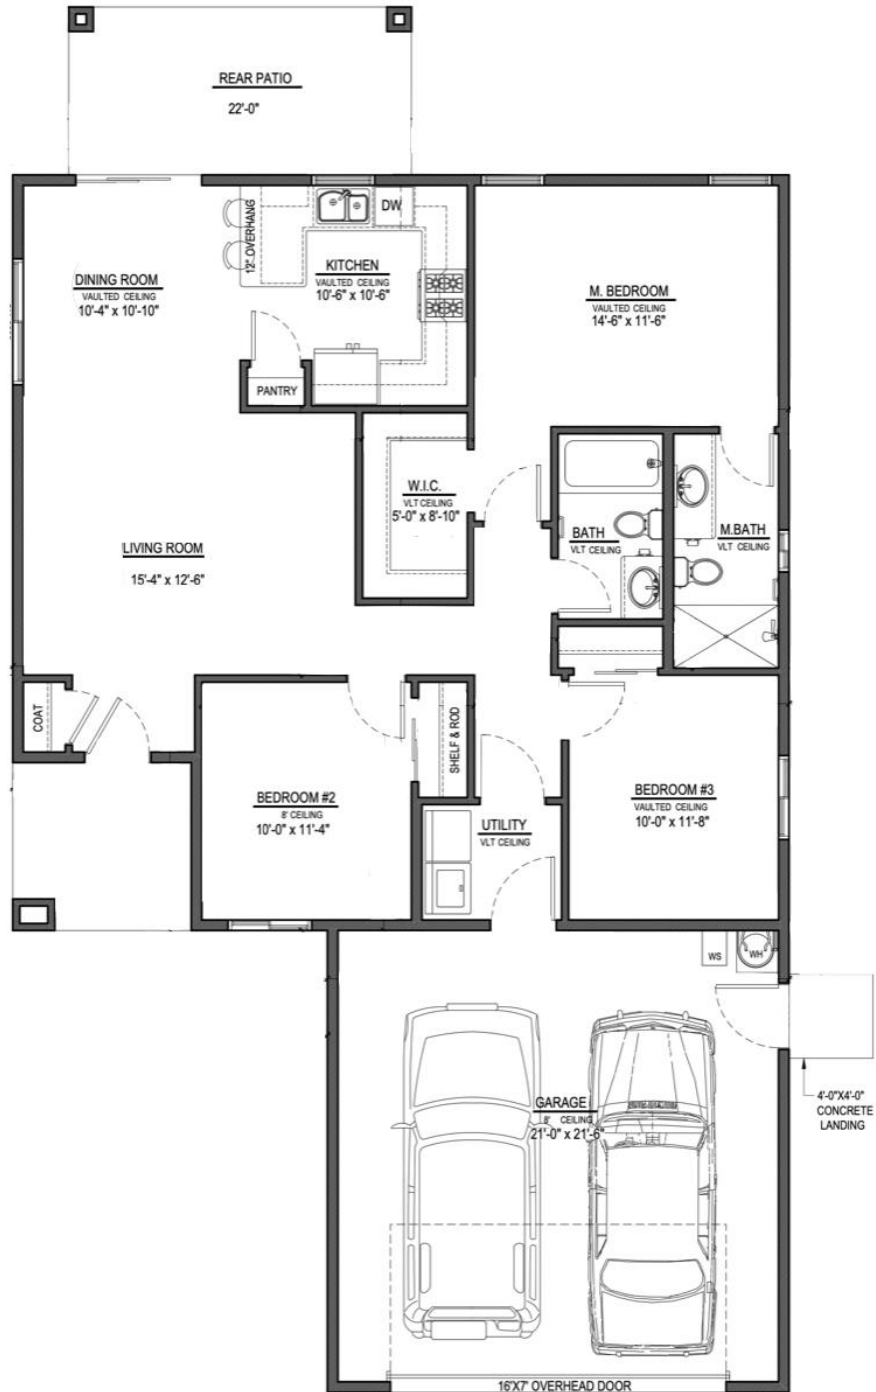 REAR PATIO
22'-0"
12" OVERHANG
DW
KITCHEN
VAULTED CEILING
10'-6" x 10'-6"
DINING ROOM
VAULTED CEILING
10'-4" x 10'-10"
M. BEDROOM
VAULTED CEILING
14'-6" x 11'-6"
PANTRY
W.I.C.
VLT CEILING
5'-0" x 8'-10"
BATH
VLT CEILING
M.BATH
VLT CEILING
LIVING ROOM
15'-4" x 12'-6"
COAT
SHELF & ROD
BEDROOM #2
8' CEILING
10'-0" x 11'-4"
UTILITY
VLT CEILING
BEDROOM #3
VAULTED CEILING
10'-0" x 11'-8"
WS
WH
GARAGE
8' CEILING
21'-0" x 21'-6"
4'-0"X4'-0"
CONCRETE
LANDING
16'X7' OVERHEAD DOOR